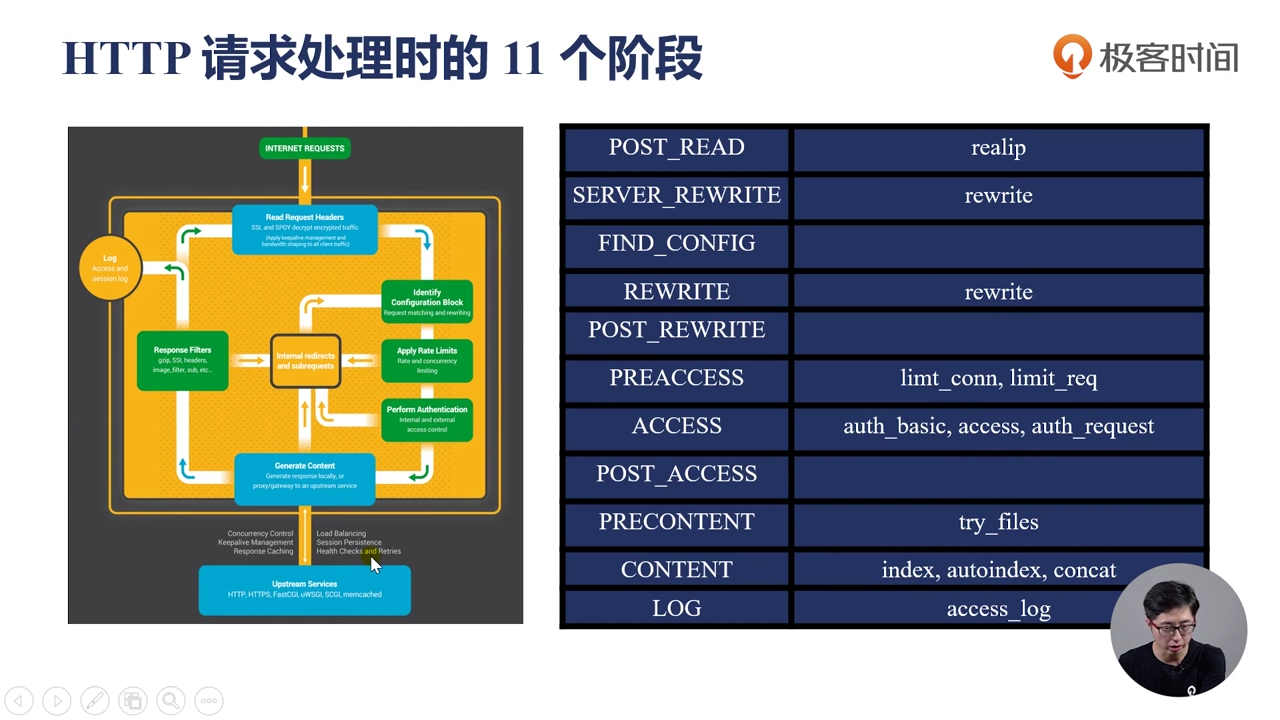 HTTP 请求处理时的 11 个阶段
极客时间
INTERNET REQUESTS
Read Request Headers
SSL and SPDY decrypt encrypted traffic
(Apply keepalive management and
bandwidth shaping to all client traffic)
Log
Access and
session log
Identify
Configuration Block
Request matching and rewriting
Response Filters
gzip, SSI, headers,
image_filter, sub, etc...
Internal redirects
and subrequests
Apply Rate Limits
Rate and concurrency
limiting
Perform Authentication
Internal and external
access control
Generate Content
Generate response locally, or
proxy/gateway to an upstream service
Concurrency Control
Keepalive Management
Response Caching
Load Balancing
Session Persistence
Health Checks and Retries
Upstream Services
HTTP, HTTPS, FastCGI, uWSGI, SCGI, memcached
POST_READ realip
SERVER_REWRITE rewrite
FIND_CONFIG
REWRITE rewrite
POST_REWRITE
PREACCESS limt_conn, limit_req
ACCESS auth_basic, access, auth_request
POST_ACCESS
PRECONTENT try_files
CONTENT index, autoindex, concat
LOG access_log